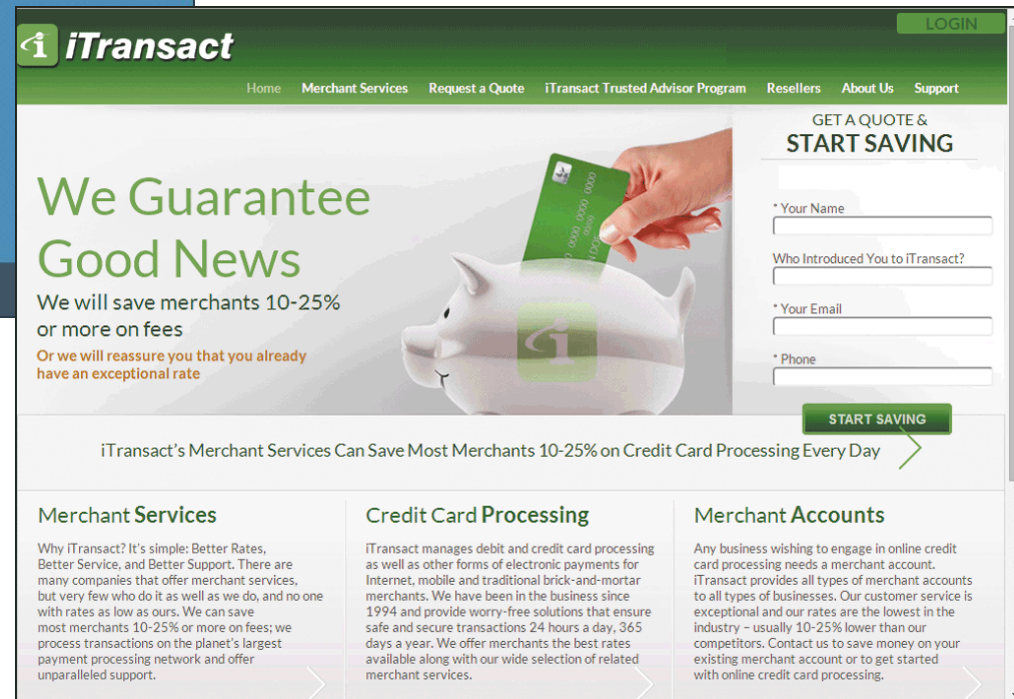 LOGIN
iTransact
Home Merchant Services Request a Quote iTransact Trusted Advisor Program Resellers About Us Support
We Guarantee
Good News
We will save merchants 10-25%
or more on fees
Or we will reassure you that you already
have an exceptional rate
0000 0000 0000
GET A QUOTE &
START SAVING
* Your Name
Who Introduced You to iTransact?
* Your Email
* Phone
START SAVING
iTransact's Merchant Services Can Save Most Merchants 10-25% on Credit Card Processing Every Day
Merchant Services
Why iTransact? It's simple: Better Rates,
Better Service, and Better Support. There are
many companies that offer merchant services,
but very few who do it as well as we do, and no one
with rates as low as ours. We can save
most merchants 10-25% or more on fees; we
process transactions on the planet's largest
payment processing network and offer
unparalleled support.
Credit Card Processing
iTransact manages debit and credit card processing
as well as other forms of electronic payments for
Internet, mobile and traditional brick-and-mortar
merchants. We have been in the business since
1994 and provide worry-free solutions that ensure
safe and secure transactions 24 hours a day, 365
days a year. We offer merchants the best rates
available along with our wide selection of related
merchant services.
Merchant Accounts
Any business wishing to engage in online credit
card processing needs a merchant account.
iTransact provides all types of merchant accounts
to all types of businesses. Our customer service is
exceptional and our rates are the lowest in the
industry – usually 10-25% lower than our
competitors. Contact us to save money on your
existing merchant account or to get started
with online credit card processing.